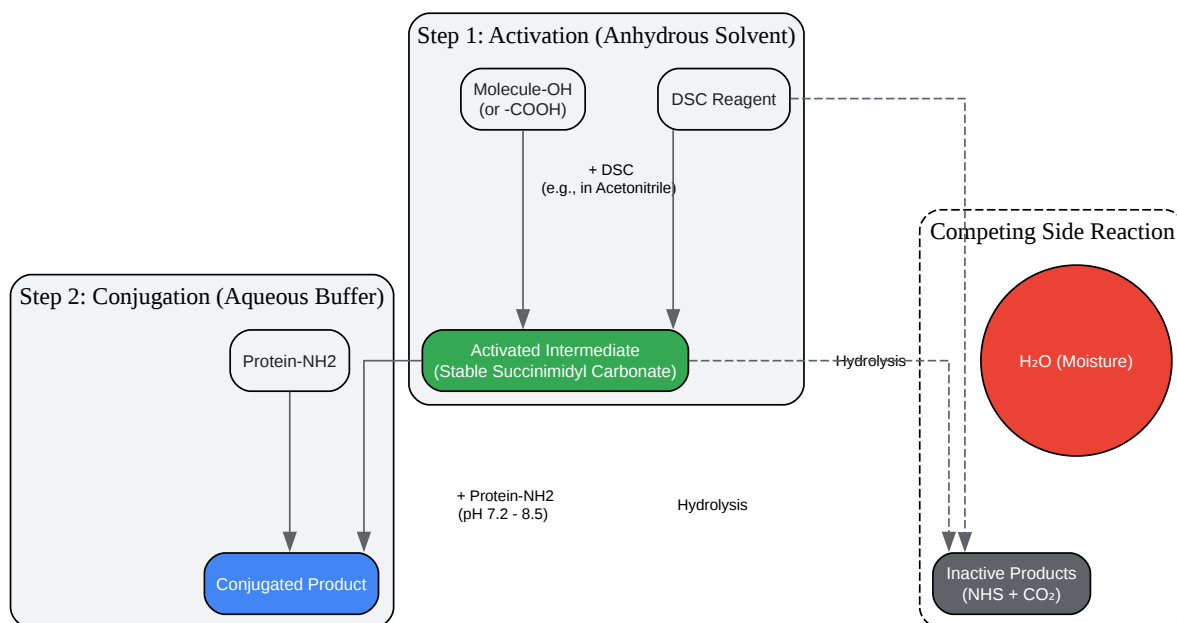 Step 1: Activation (Anhydrous Solvent)
Molecule-OH
(or -COOH)
DSC Reagent
+ DSC
(e.g., in Acetonitrile)
Competing Side Reaction
Step 2: Conjugation (Aqueous Buffer)
Protein-NH2
Activated Intermediate
(Stable Succinimidyl Carbonate)
Hydrolysis
H₂O (Moisture)
+ Protein-NH2
(pH 7.2 - 8.5)
Hydrolysis
Conjugated Product
Inactive Products
(NHS + CO₂)